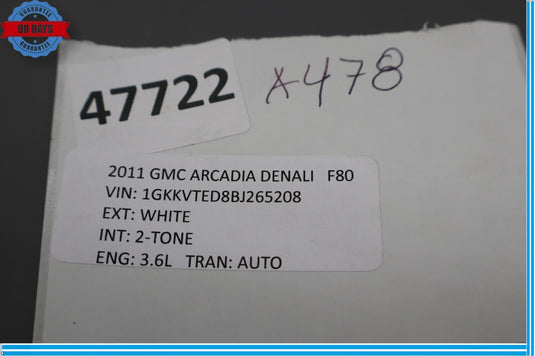 GUARANTEE
90 DAYS
Guarantee
47722
X478
2011 GMC ARCADIA DENALI F80
VIN: 1GKKVTED8BJ265208
EXT: WHITE
INT: 2-TONE
ENG: 3.6L TRAN: AUTO